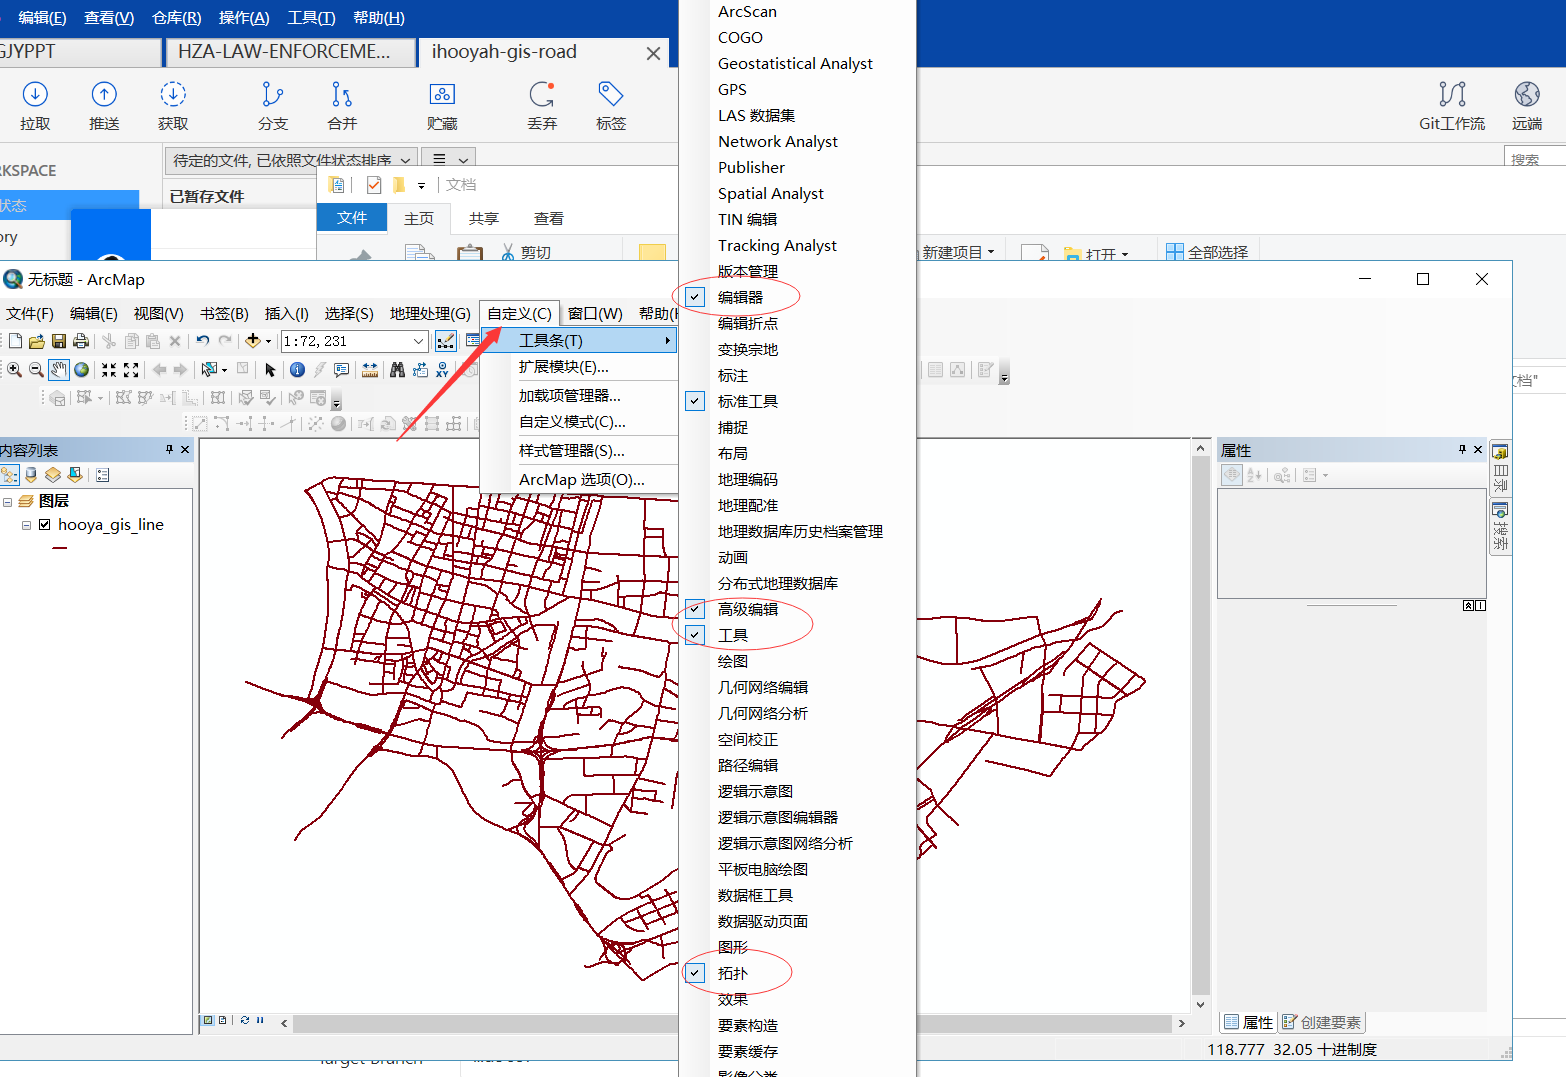 编辑(E) 查看(V) 仓库(R) 操作(A) 工具(T) 帮助(H)
GJYPPT HZA-LAW-ENFORCEME... ihooyah-gis-road
拉取 推送 获取 分支 合并 贮藏 丢弃 标签 Git工作流 远端
待定的文件, 已依照文件状态排序
搜索
RKSPACE
已暂存文件
状态
ory
文档
文件 主页 共享 查看
剪切
新建项目 打开 全部选择
文档"
无标题 - ArcMap
文件(F) 编辑(E) 视图(V) 书签(B) 插入(I) 选择(S) 地理处理(G) 自定义(C) 窗口(W) 帮助(H
1:72,231
工具条(T)
扩展模块(E)...
加载项管理器...
自定义模式(C)...
样式管理器(S)...
ArcMap 选项(O)...
ArcScan
COGO
Geostatistical Analyst
GPS
LAS 数据集
Network Analyst
Publisher
Spatial Analyst
TIN 编辑
Tracking Analyst
版本管理
编辑器
编辑折点
变换宗地
标注
标准工具
捕捉
布局
地理编码
地理配准
地理数据库历史档案管理
动画
分布式地理数据库
高级编辑
工具
绘图
几何网络编辑
几何网络分析
空间校正
路径编辑
逻辑示意图
逻辑示意图编辑器
逻辑示意图网络分析
平板电脑绘图
数据框工具
数据驱动页面
图形
拓扑
效果
要素构造
要素缓存
影像分类
内容列表
图层
hooya_gis_line
属性
目录
搜索
属性 创建要素
118.777 32.05 十进制度
Target Branch